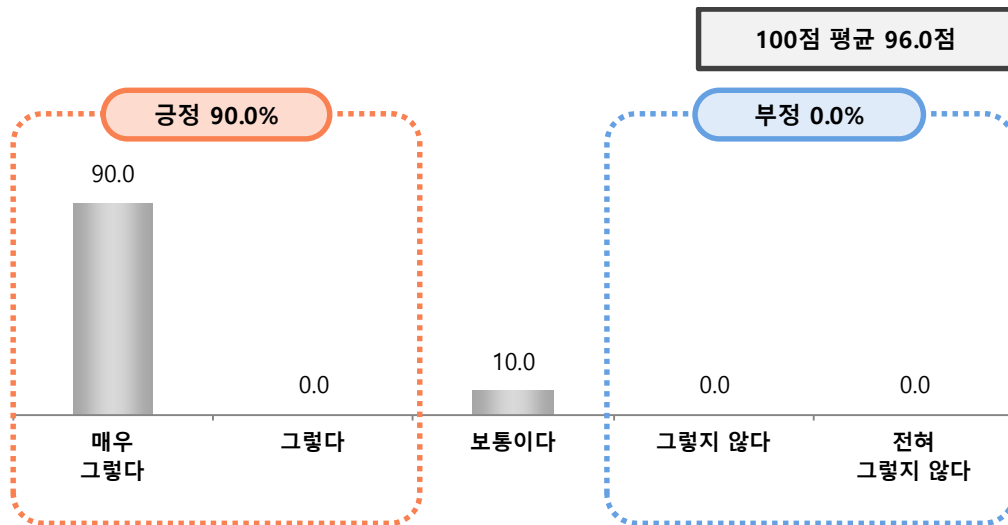 100점 평균 96.0점
긍정 90.0%
부정 0.0%
90.0
0.0
10.0
0.0
0.0
매우
그렇다
그렇다
보통이다
그렇지 않다
전혀
그렇지 않다